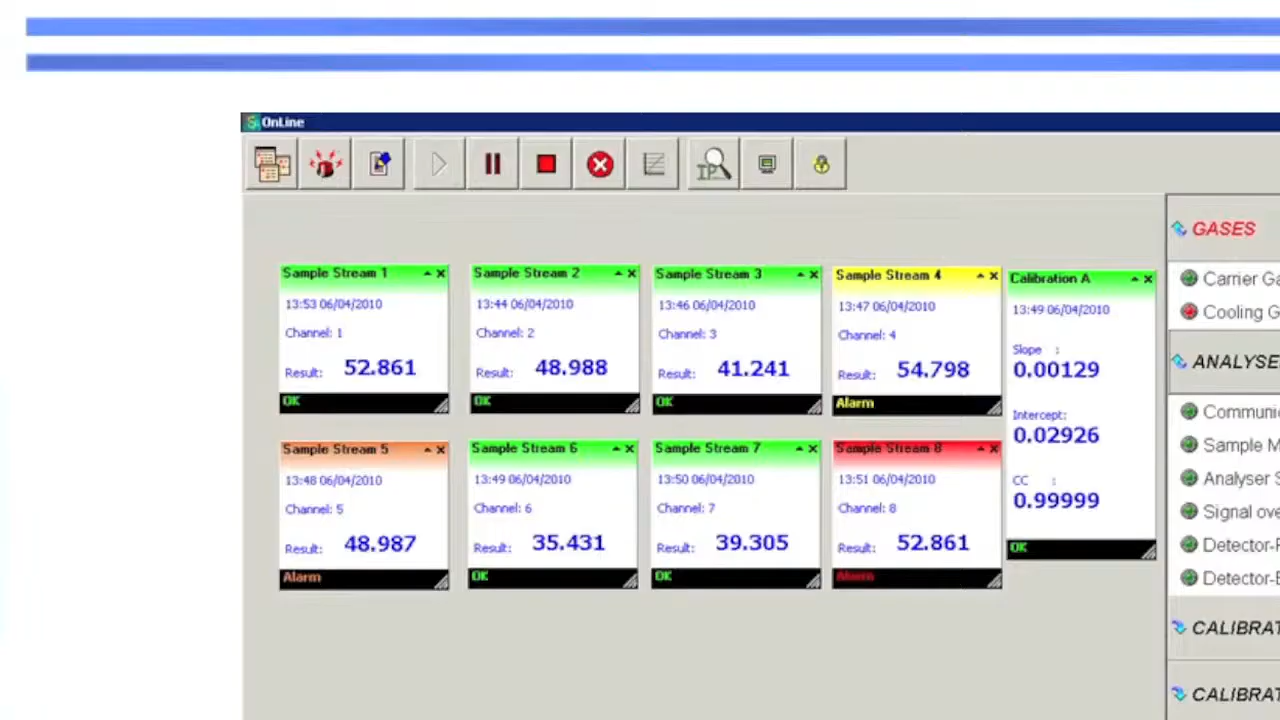 OnLine
IP
Sample Stream 1
13:53 06/04/2010
Channel: 1
Result: 52.861
OK
Sample Stream 2
13:44 06/04/2010
Channel: 2
Result: 48.988
OK
Sample Stream 3
13:46 06/04/2010
Channel: 3
Result: 41.241
OK
Sample Stream 4
13:47 06/04/2010
Channel: 4
Result: 54.798
Alarm
Calibration A
13:49 06/04/2010
Slope :
0.00129
Intercept:
0.02926
CC :
0.99999
OK
Sample Stream 5
13:48 06/04/2010
Channel: 5
Result: 48.987
Alarm
Sample Stream 6
13:49 06/04/2010
Channel: 6
Result: 35.431
OK
Sample Stream 7
13:50 06/04/2010
Channel: 7
Result: 39.305
OK
Sample Stream 8
13:51 06/04/2010
Channel: 8
Result: 52.861
Alarm
GASES
Carrier Ga
Cooling G
ANALYSE
Communi
Sample M
Analyser S
Signal ove
Detector-P
Detector-E
CALIBRAT
CALIBRAT